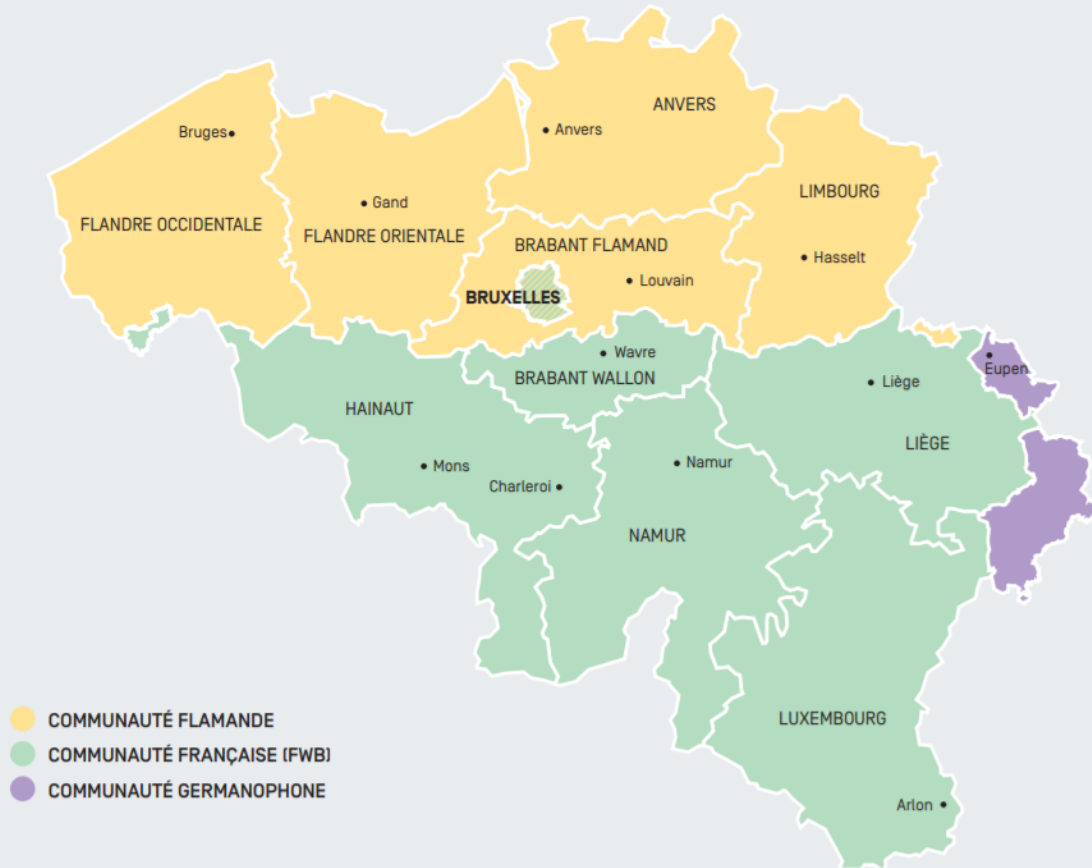 ANVERS
Bruges
Anvers
LIMBOURG
Gand
FLANDRE OCCIDENTALE
FLANDRE ORIENTALE
BRABANT FLAMAND
Hasselt
Louvain
BRUXELLES
Wavre
Eupen
BRABANT WALLON
Liège
HAINAUT
LIÈGE
Mons
Namur
Charleroi
NAMUR
LUXEMBOURG
Arlon
COMMUNAUTÉ FLAMANDE
COMMUNAUTÉ FRANÇAISE (FWB)
COMMUNAUTÉ GERMANOPHONE